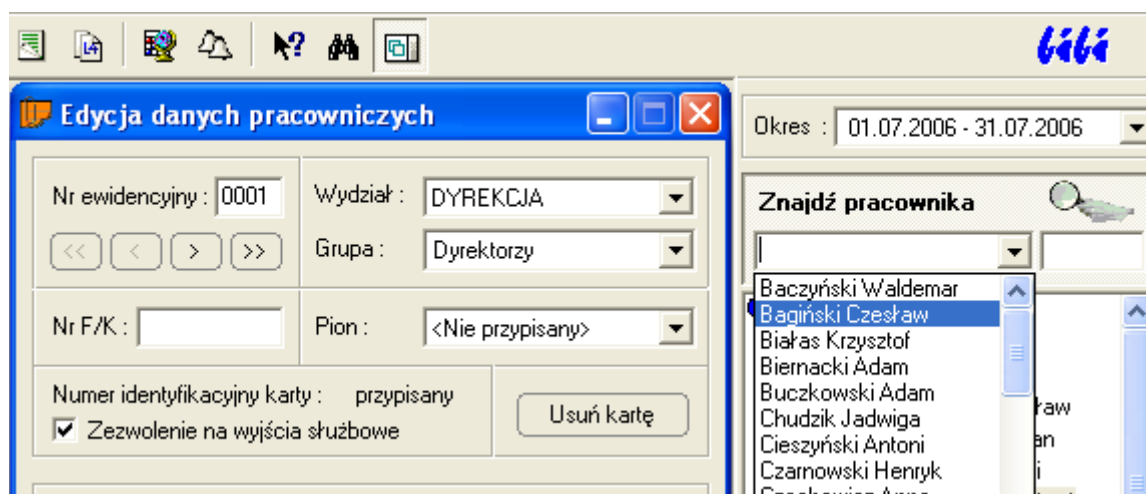 bibi
Edycja danych pracowniczych
Okres : 01.07.2006 - 31.07.2006
Nr ewidencyjny : 0001
Wydział : DYREKCJA
<< < > >>
Grupa : Dyrektorzy
Nr F/K :
Pion : <Nie przypisany>
Numer identyfikacyjny karty : przypisany
Zezwolenie na wyjścia służbowe
Usuń kartę
Znajdź pracownika
Baczyński Waldemar
Bagiński Czesław
Białas Krzysztof
Biernacki Adam
Buczkowski Adam
Chudzik Jadwiga
Cieszyński Antoni
Czarnowski Henryk